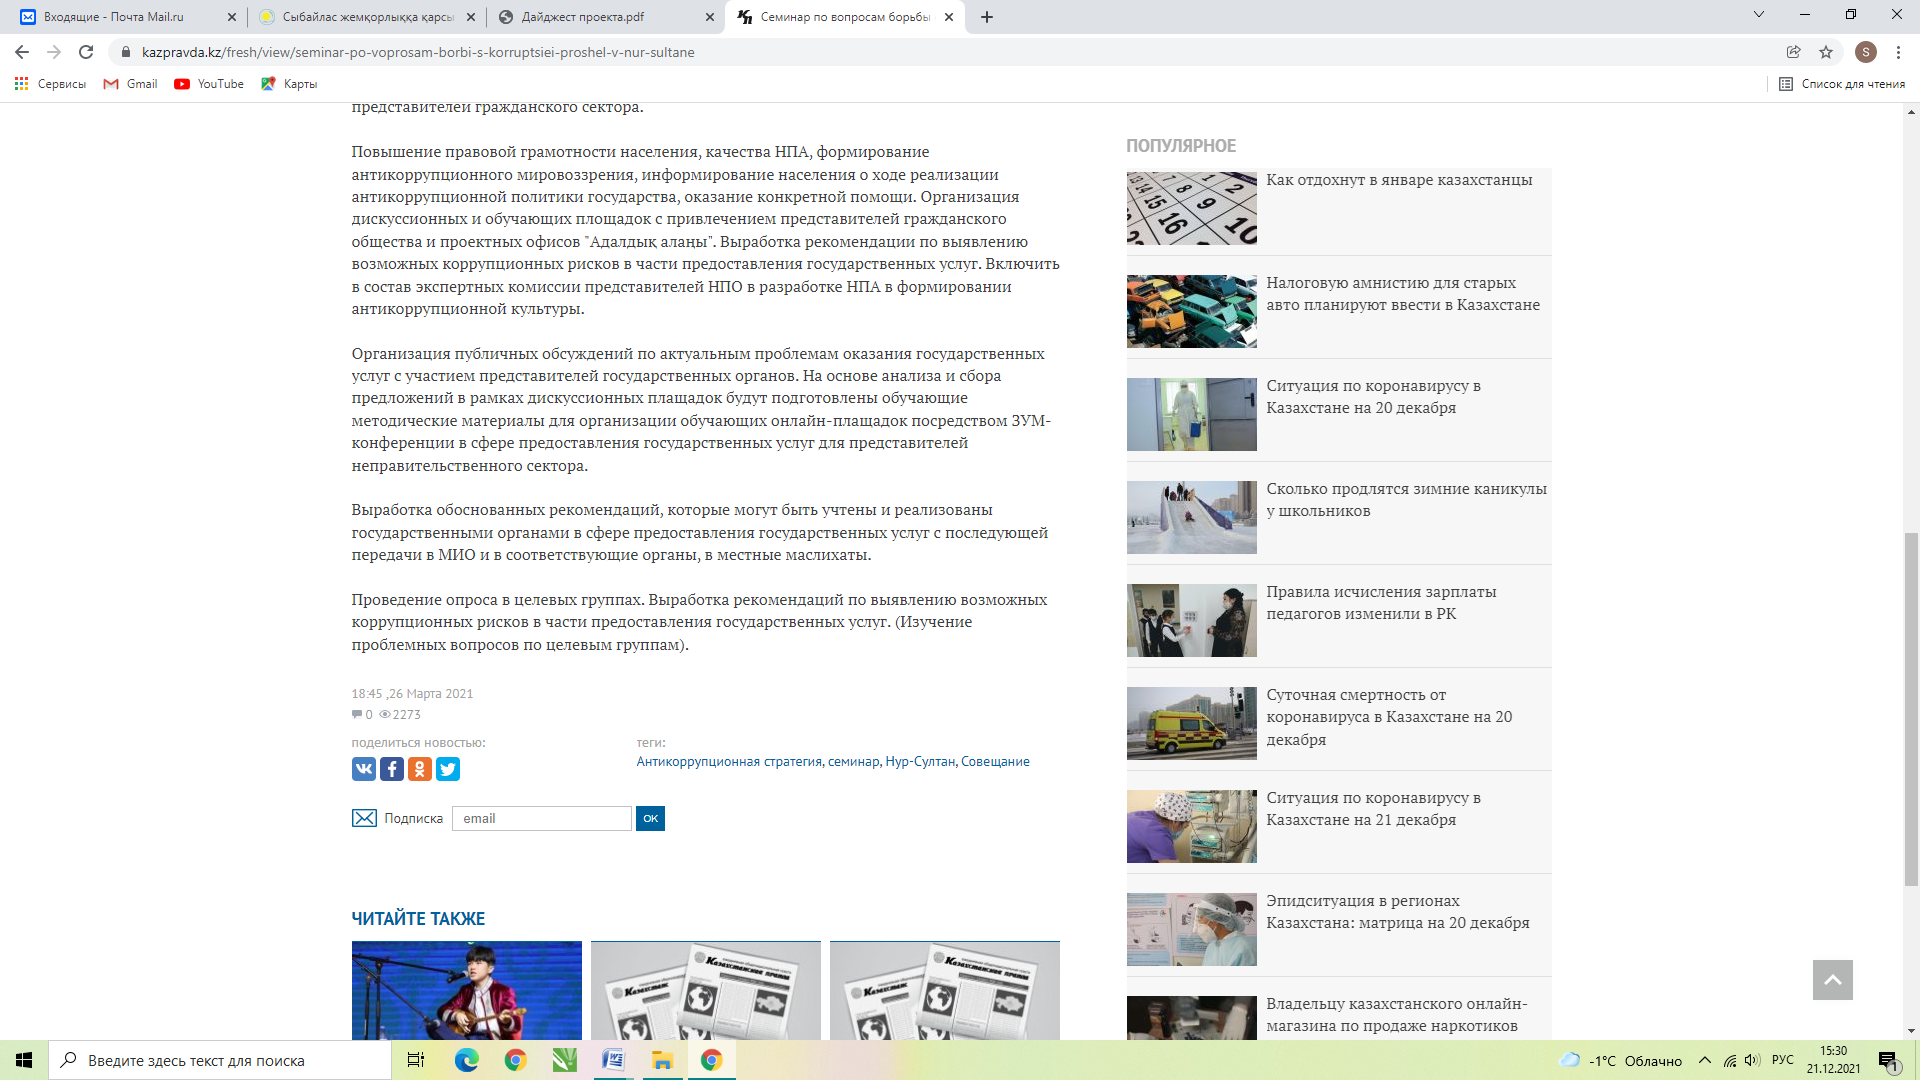 Входящие - Почта Mail.ru
Сыбайлас жемқорлыққа қарсы
Дайджест проекта.pdf
Семинар по вопросам борьбы
kazpravda.kz/fresh/view/seminar-po-voprosam-borbi-s-korruptsiei-proshel-v-nur-sultane
S
Сервисы
Gmail
YouTube
Карты
Список для чтения
представителей гражданского сектора.
Повышение правовой грамотности населения, качества НПА, формирование
антикоррупционного мировоззрения, информирование населения о ходе реализации
антикоррупционной политики государства, оказание конкретной помощи. Организация
дискуссионных и обучающих площадок с привлечением представителей гражданского
общества и проектных офисов "Адалдық алаңы". Выработка рекомендации по выявлению
возможных коррупционных рисков в части предоставления государственных услуг. Включить
в состав экспертных комиссии представителей НПО в разработке НПА в формировании
антикоррупционной культуры.
Организация публичных обсуждений по актуальным проблемам оказания государственных
услуг с участием представителей государственных органов. На основе анализа и сбора
предложений в рамках дискуссионных плащадок будут подготовлены обучающие
методические материалы для организации обучающих онлайн-плащадок посредством ЗУМ-
конференции в сфере предоставления государственных услуг для представителей
неправительственного сектора.
Выработка обоснованных рекомендаций, которые могут быть учтены и реализованы
государственными органами в сфере предоставления государственных услуг с последующей
передачи в МИО и в соответствующие органы, в местные маслихаты.
Проведение опроса в целевых группах. Выработка рекомендаций по выявлению возможных
коррупционных рисков в части предоставления государственных услуг. (Изучение
проблемных вопросов по целевым группам).
18:45 ,26 Марта 2021
0 2273
поделиться новостью:
теги:
Антикоррупционная стратегия, семинар, Нур-Султан, Совещание
Подписка
email
OK
ЧИТАЙТЕ ТАКЖЕ
Казахстанская правда
Казахстанская правда
ПОПУЛЯРНОЕ
Как отдохнут в январе казахстанцы
Налоговую амнистию для старых
авто планируют ввести в Казахстане
Ситуация по коронавирусу в
Казахстане на 20 декабря
Сколько продлятся зимние каникулы
у школьников
Правила исчисления зарплаты
педагогов изменили в РК
Суточная смертность от
коронавируса в Казахстане на 20
декабря
Ситуация по коронавирусу в
Казахстане на 21 декабря
Эпидситуация в регионах
Казахстана: матрица на 20 декабря
Владельцу казахстанского онлайн-
магазина по продаже наркотиков
Введите здесь текст для поиска
-1°C Облачно
РУС
15:30
21.12.2021
1